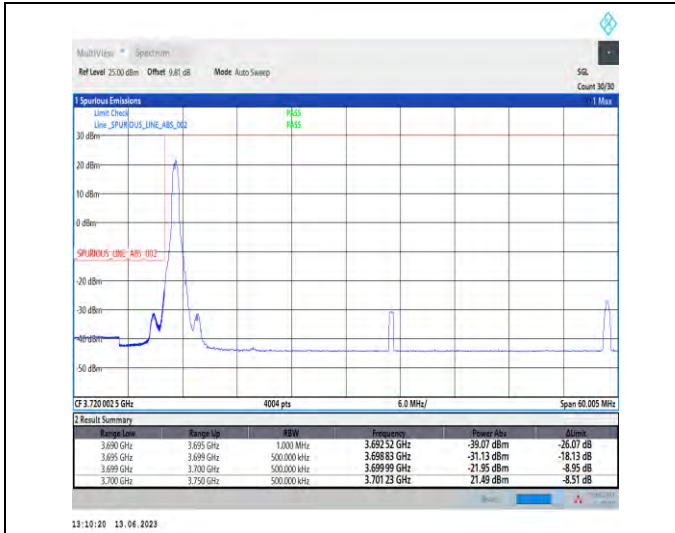 MultiView Spectrum
Ref Level 25.00 dBm Offset 9.81 dB Mode Auto Sweep SGL
Count 30/30
1 Spurious Emissions 1 Max
Limit Check PASS
Line _SPURIOUS_LINE_ABS_002 PASS
30 dBm
20 dBm
10 dBm
0 dBm
SPURIOUS_LINE_ABS_002
-20 dBm
-30 dBm
-40 dBm
-50 dBm
CF 3.720 002 5 GHz 4004 pts 6.0 MHz/ Span 60.005 MHz
2 Result Summary
Range Low Range Up RBW Frequency Power Abs ΔLimit
3.690 GHz 3.695 GHz 1.000 MHz 3.692 52 GHz -39.07 dBm -26.07 dB
3.695 GHz 3.699 GHz 500.000 kHz 3.698 83 GHz -31.13 dBm -18.13 dB
3.699 GHz 3.700 GHz 500.000 kHz 3.699 99 GHz -21.95 dBm -8.95 dB
3.700 GHz 3.750 GHz 500.000 kHz 3.701 23 GHz 21.49 dBm -8.51 dB
13:10:20 13.06.2023